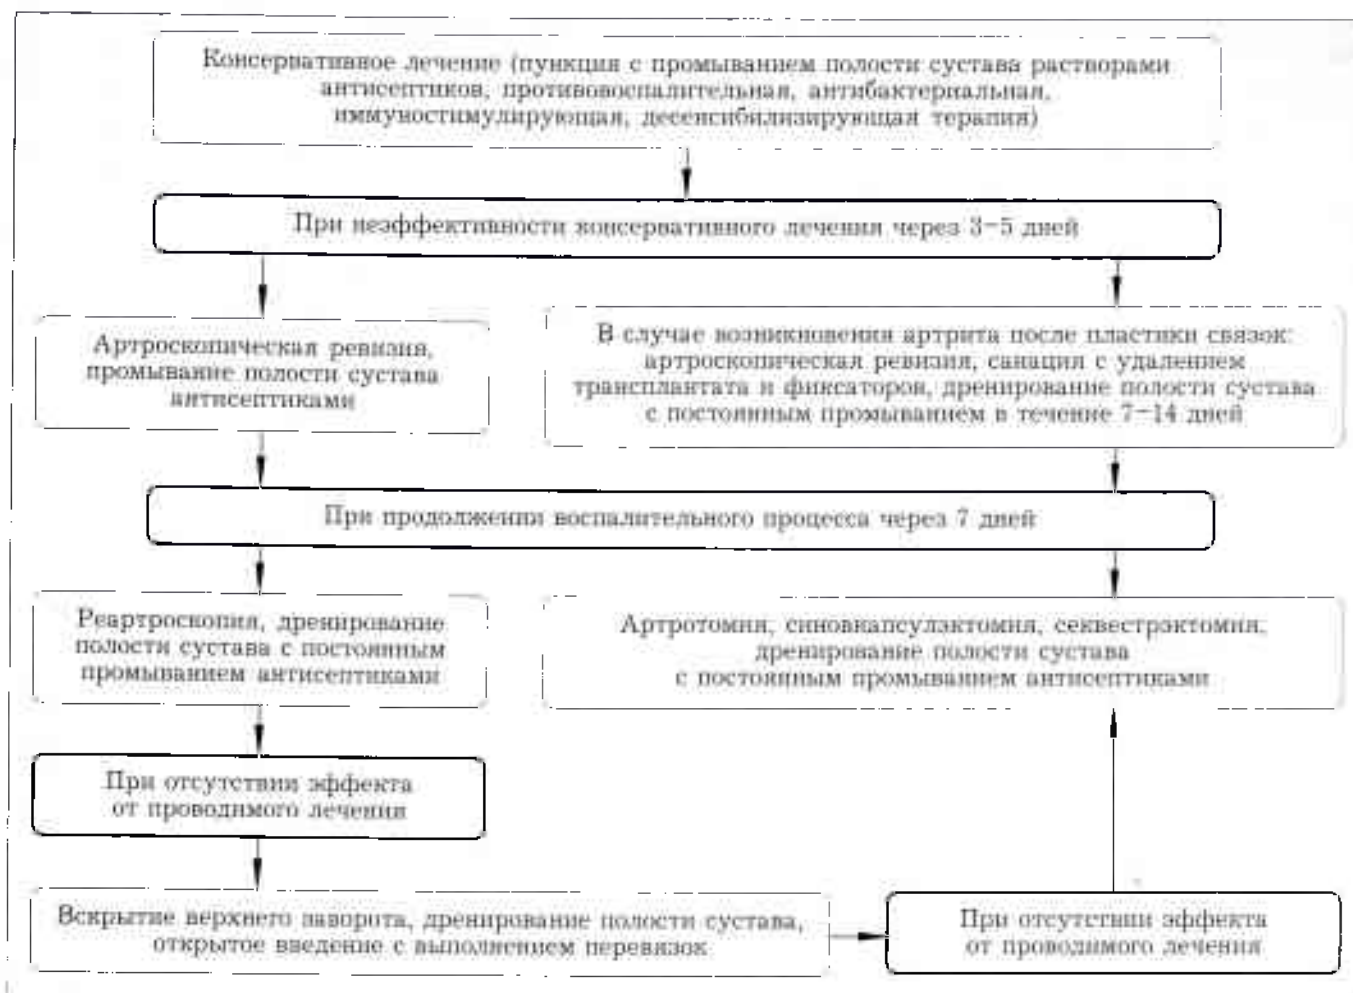 Консервативное лечение (пункция с промыванием полости сустава растворами
антисептиков, противовоспалительная, антибактериальная,
иммуностимулирующая, десенсибилизирующая терапия)
При неэффективности консервативного лечения через 3–5 дней
Артроскопическая ревизия,
промывание полости сустава
антисептиками
В случае возникновения артрита после пластики связок:
артроскопическая ревизия, санация с удалением
трансплантата и фиксаторов, дренирование полости сустава
с постоянным промыванием в течение 7–14 дней
При продолжении воспалительного процесса через 7 дней
Реартроскопия, дренирование
полости сустава с постоянным
промыванием антисептиками
Артротомия, синовкапсулэктомия, секвестрэктомия,
дренирование полости сустава
с постоянным промыванием антисептиками
При отсутствии эффекта
от проводимого лечения
Вскрытие верхнего заворота, дренирование полости сустава,
открытое введение с выполнением перевязок
При отсутствии эффекта
от проводимого лечения